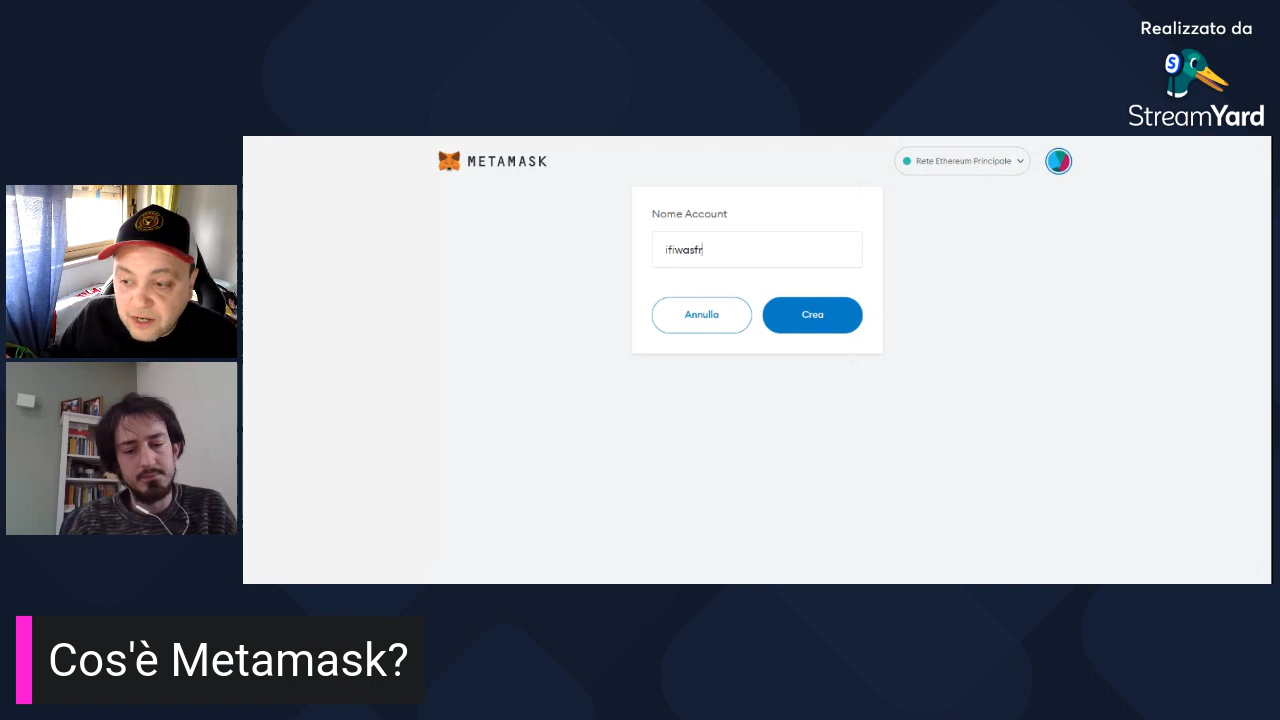 Realizzato da
StreamYard
METAMASK
Rete Ethereum Principale
Nome Account
ifiwasfr
Annulla
Crea
Cos'è Metamask?